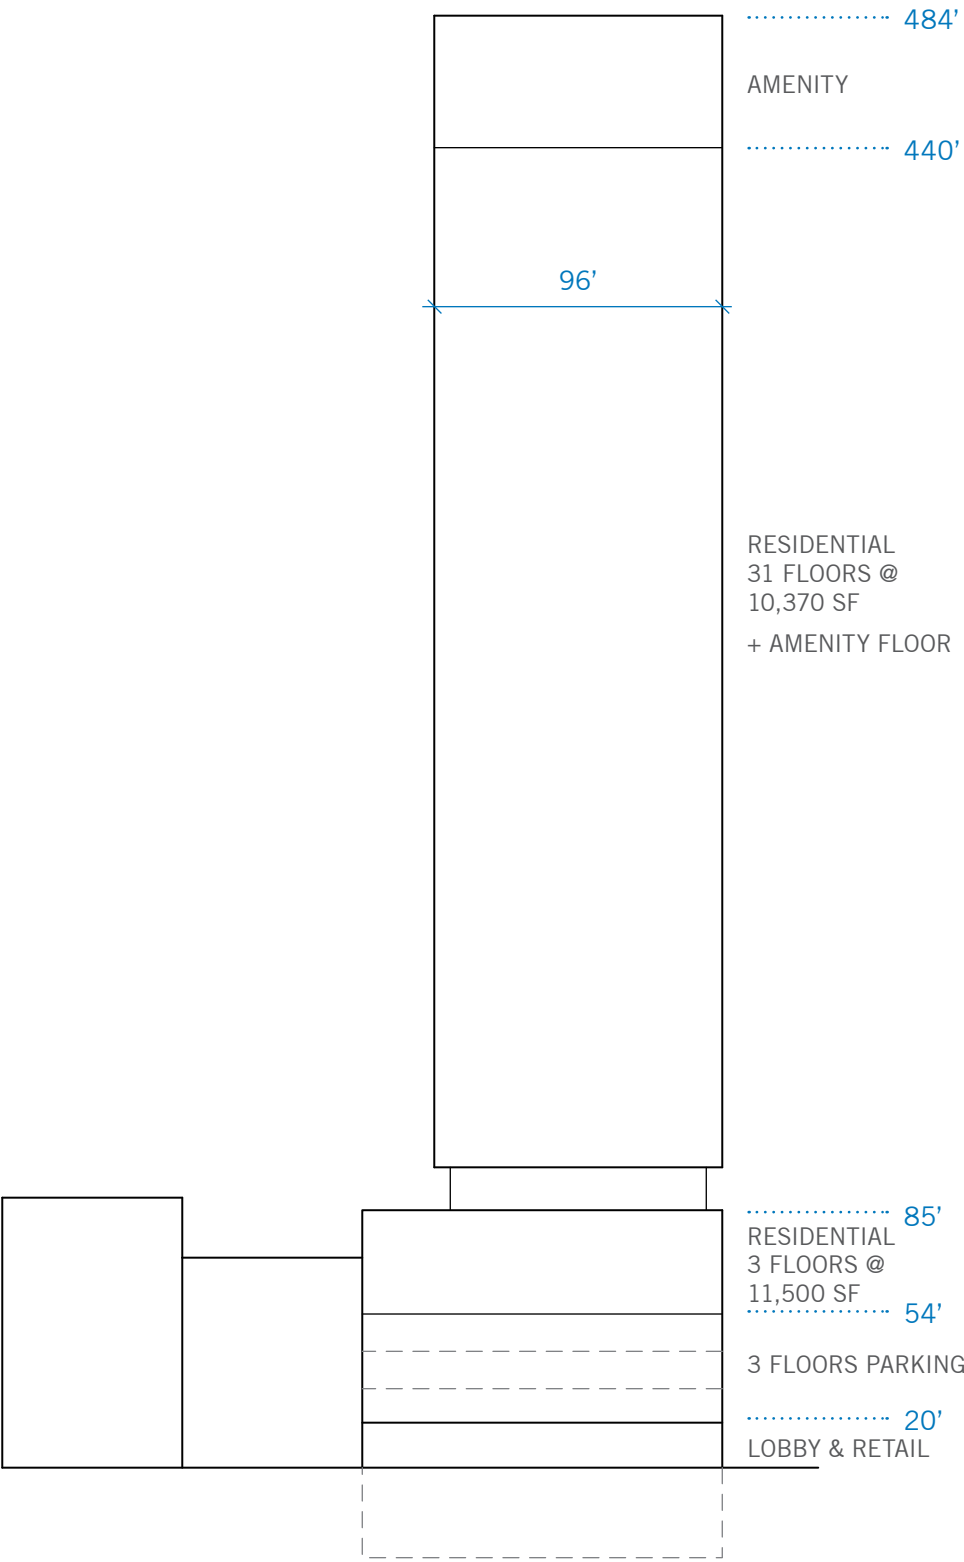 484’
AMENITY
440’
96’
RESIDENTIAL
31 FLOORS @
10,370 SF
+ AMENITY FLOOR
85’
RESIDENTIAL
3 FLOORS @
11,500 SF
54’
3 FLOORS PARKING
20’
LOBBY & RETAIL